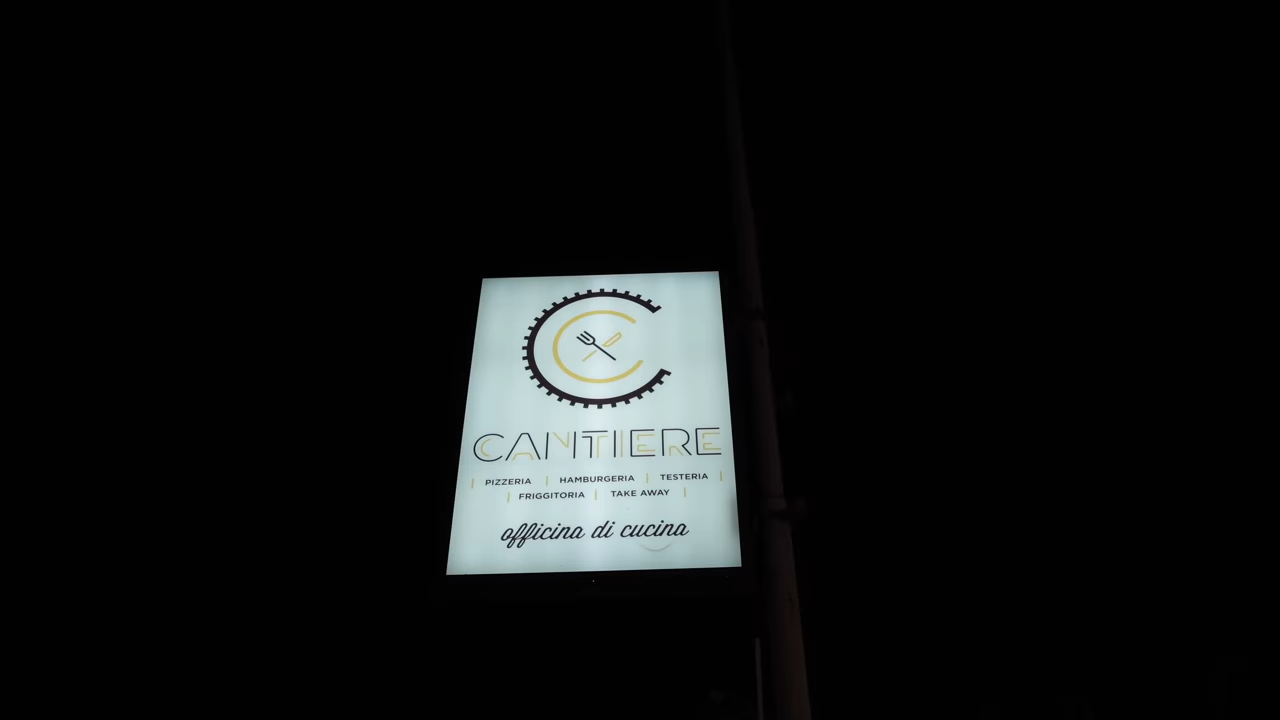 CANTIERE
| PIZZERIA | HAMBURGERIA | TESTERIA |
| FRIGGITORIA | TAKE AWAY |
officina di cucina